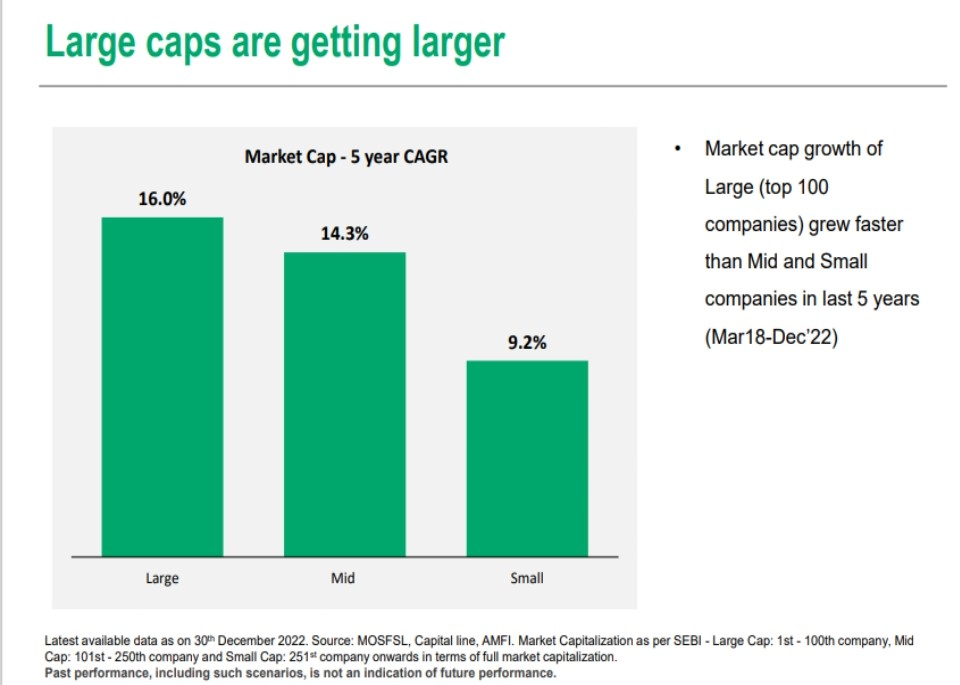 Large caps are getting larger
Market Cap - 5 year CAGR
16.0%
14.3%
9.2%
Large
Mid
Small
• Market cap growth of
Large (top 100
companies) grew faster
than Mid and Small
companies in last 5 years
(Mar18-Dec’22)
Latest available data as on 30th December 2022. Source: MOSFSL, Capital line, AMFI. Market Capitalization as per SEBI - Large Cap: 1st - 100th company, Mid
Cap: 101st - 250th company and Small Cap: 251st company onwards in terms of full market capitalization.
Past performance, including such scenarios, is not an indication of future performance.